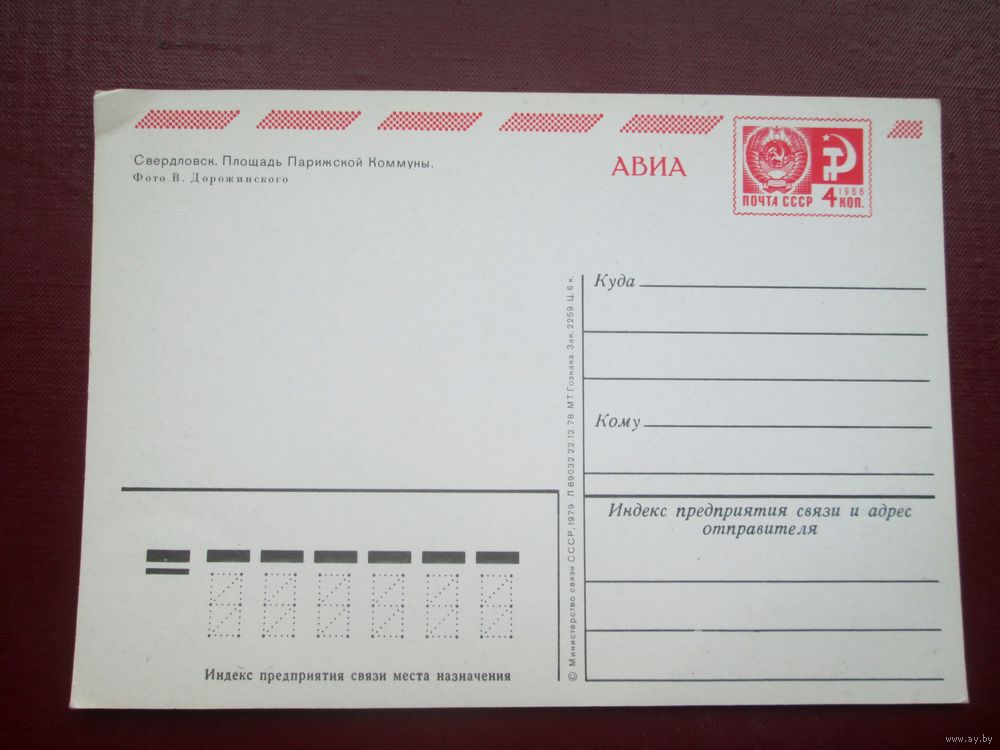 Свердловск. Площадь Парижской Коммуны.
Фото В. Дорожинского
АВИА
ПОЧТА СССР
1966
4 КОП.
Куда
Кому
Индекс предприятия связи и адрес
отправителя
© Министерство связи СССР, 1979 Л 89032 22.12.78. МТ Гознака. Зак. 2259. Ц. 6 к.
Индекс предприятия связи места назначения
www.ay.by